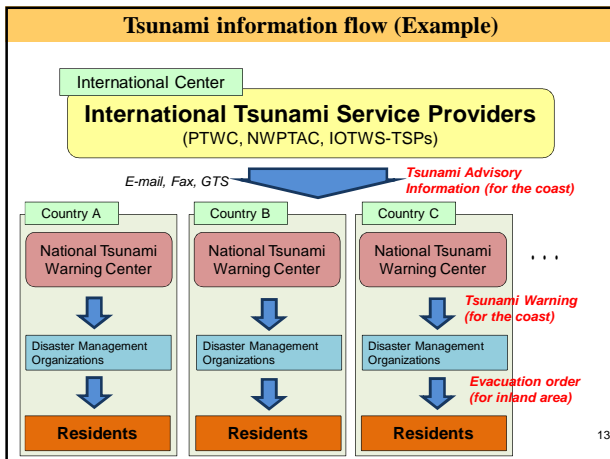 Tsunami information flow (Example)
International Center
International Tsunami Service Providers
(PTWC, NWPTAC, IOTWS-TSPs)
E-mail, Fax, GTS
Tsunami Advisory
Information (for the coast)
Country A
National Tsunami
Warning Center
Disaster Management
Organizations
Residents
Country B
National Tsunami
Warning Center
Disaster Management
Organizations
Residents
Country C
National Tsunami
Warning Center
Disaster Management
Organizations
Residents
. . .
Tsunami Warning
(for the coast)
Evacuation order
(for inland area)
13